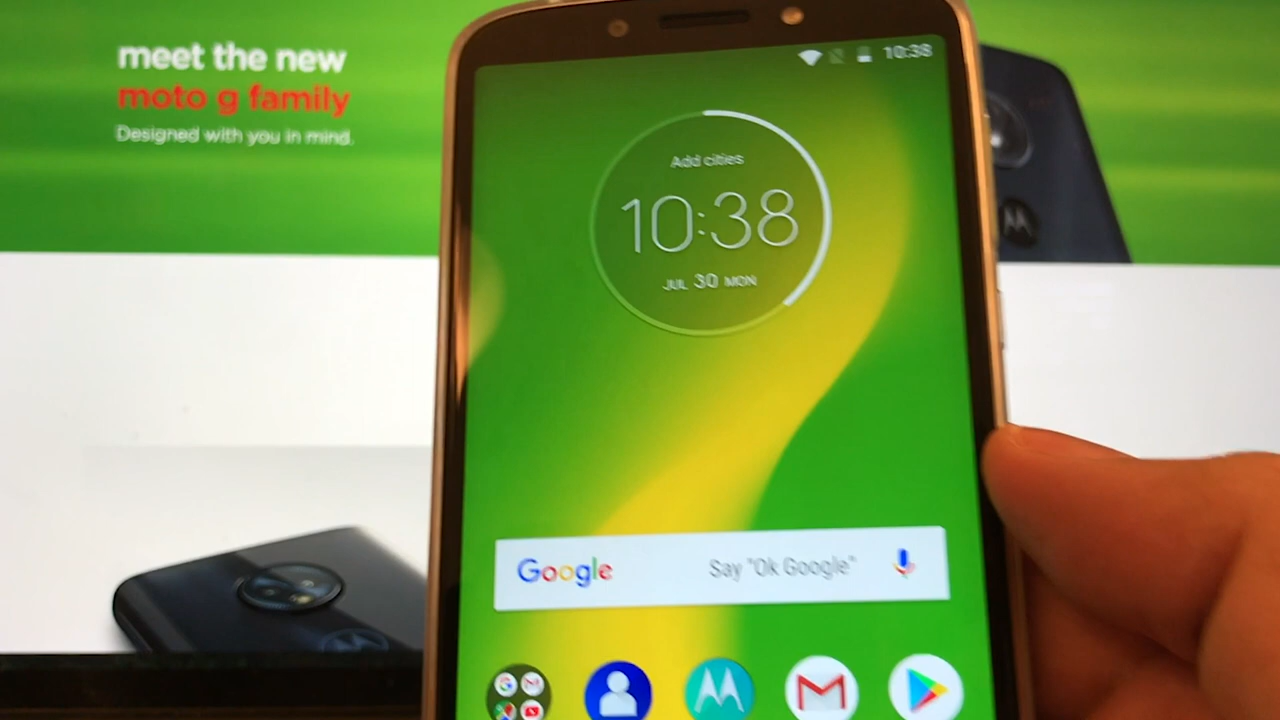 meet the new
moto g family
Designed with you in mind.
10:38
Add cities
10:38
JUL 30 MON
Google
Say "Ok Google"